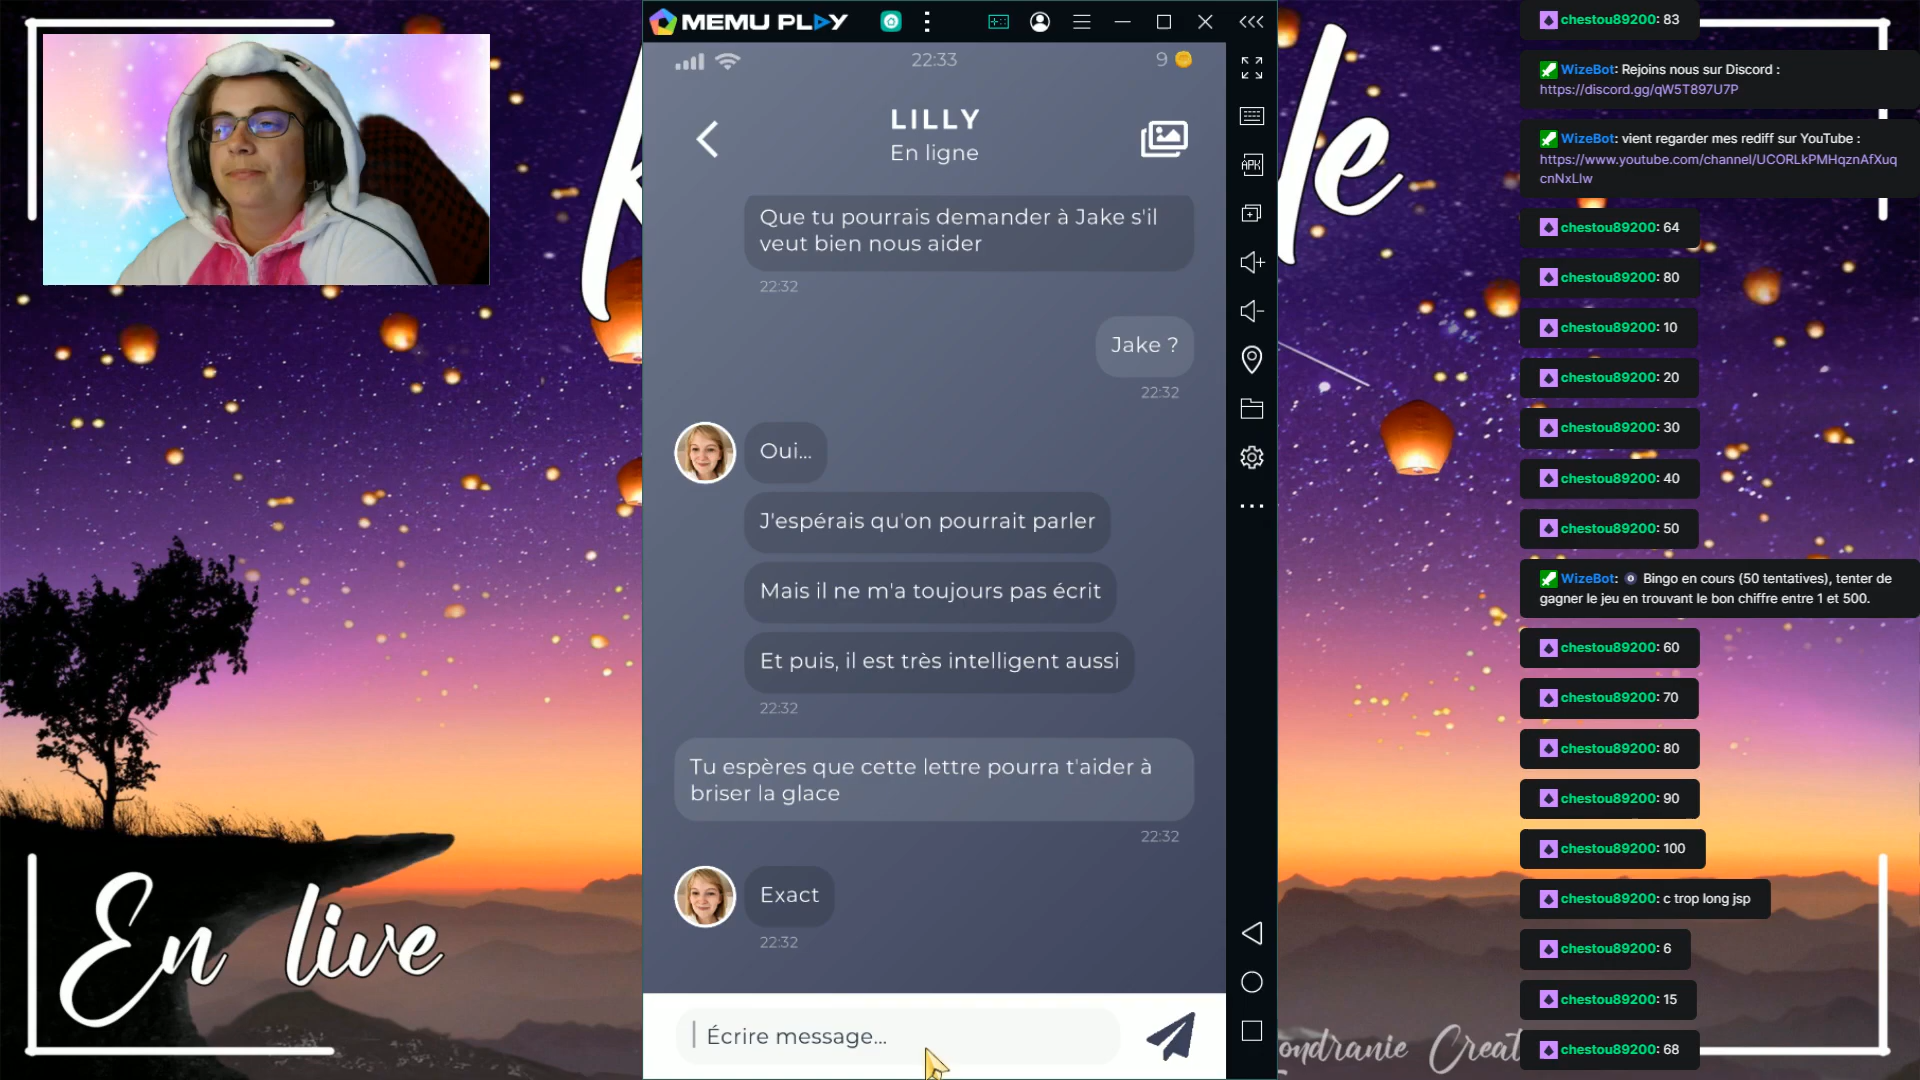 MEMU PLAY
22:33
9
LILLY
En ligne
Que tu pourrais demander à Jake s'il
veut bien nous aider
22:32
Jake ?
22:32
Oui...
J'espérais qu'on pourrait parler
Mais il ne m'a toujours pas écrit
Et puis, il est très intelligent aussi
22:32
Tu espères que cette lettre pourra t'aider à
briser la glace
22:32
Exact
22:32
Écrire message...
APK
En live
chestou89200: 83
WizeBot: Rejoins nous sur Discord :
https://discord.gg/qW5T897U7P
WizeBot: vient regarder mes rediff sur YouTube :
https://www.youtube.com/channel/UCORLkPMHqznAfXuq
cnNxLlw
chestou89200: 64
chestou89200: 80
chestou89200: 10
chestou89200: 20
chestou89200: 30
chestou89200: 40
chestou89200: 50
WizeBot: Bingo en cours (50 tentatives), tenter de
gagner le jeu en trouvant le bon chiffre entre 1 et 500.
chestou89200: 60
chestou89200: 70
chestou89200: 80
chestou89200: 90
chestou89200: 100
chestou89200: c trop long jsp
chestou89200: 6
chestou89200: 15
chestou89200: 68